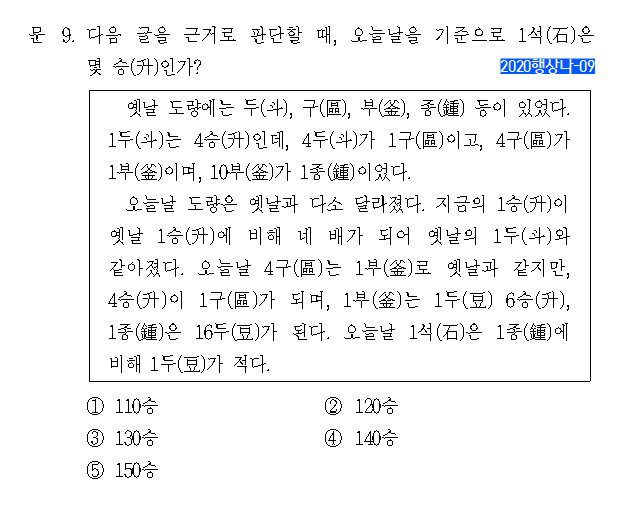 문 9. 다음 글을 근거로 판단할 때, 오늘날을 기준으로 1석(石)은
몇 승(升)인가?
2020행상나-09
옛날 도량에는 두(斗), 구(區), 부(釜), 종(鍾) 등이 있었다.
1두(斗)는 4승(升)인데, 4두(斗)가 1구(區)이고, 4구(區)가
1부(釜)이며, 10부(釜)가 1종(鍾)이었다.
오늘날 도량은 옛날과 다소 달라졌다. 지금의 1승(升)이
옛날 1승(升)에 비해 네 배가 되어 옛날의 1두(斗)와
같아졌다. 오늘날 4구(區)는 1부(釜)로 옛날과 같지만,
4승(升)이 1구(區)가 되며, 1부(釜)는 1두(豆) 6승(升),
1종(鍾)은 16두(豆)가 된다. 오늘날 1석(石)은 1종(鍾)에
비해 1두(豆)가 적다.
① 110승
② 120승
③ 130승
④ 140승
⑤ 150승